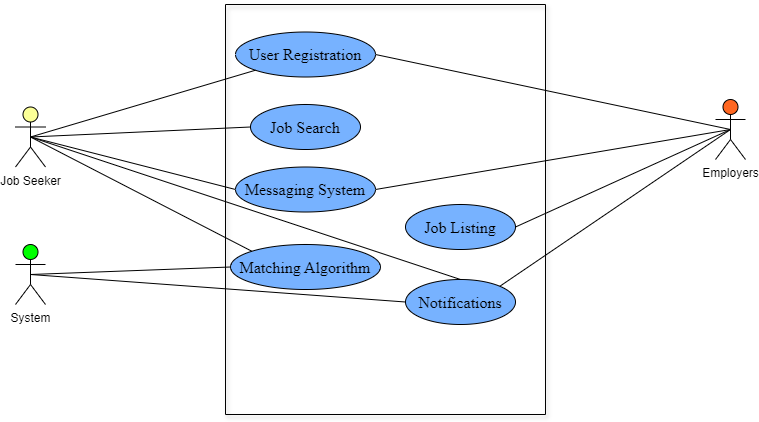 User Registration
Job Search
Job Seeker
Employers
Messaging System
Job Listing
Matching Algorithm
Notifications
System